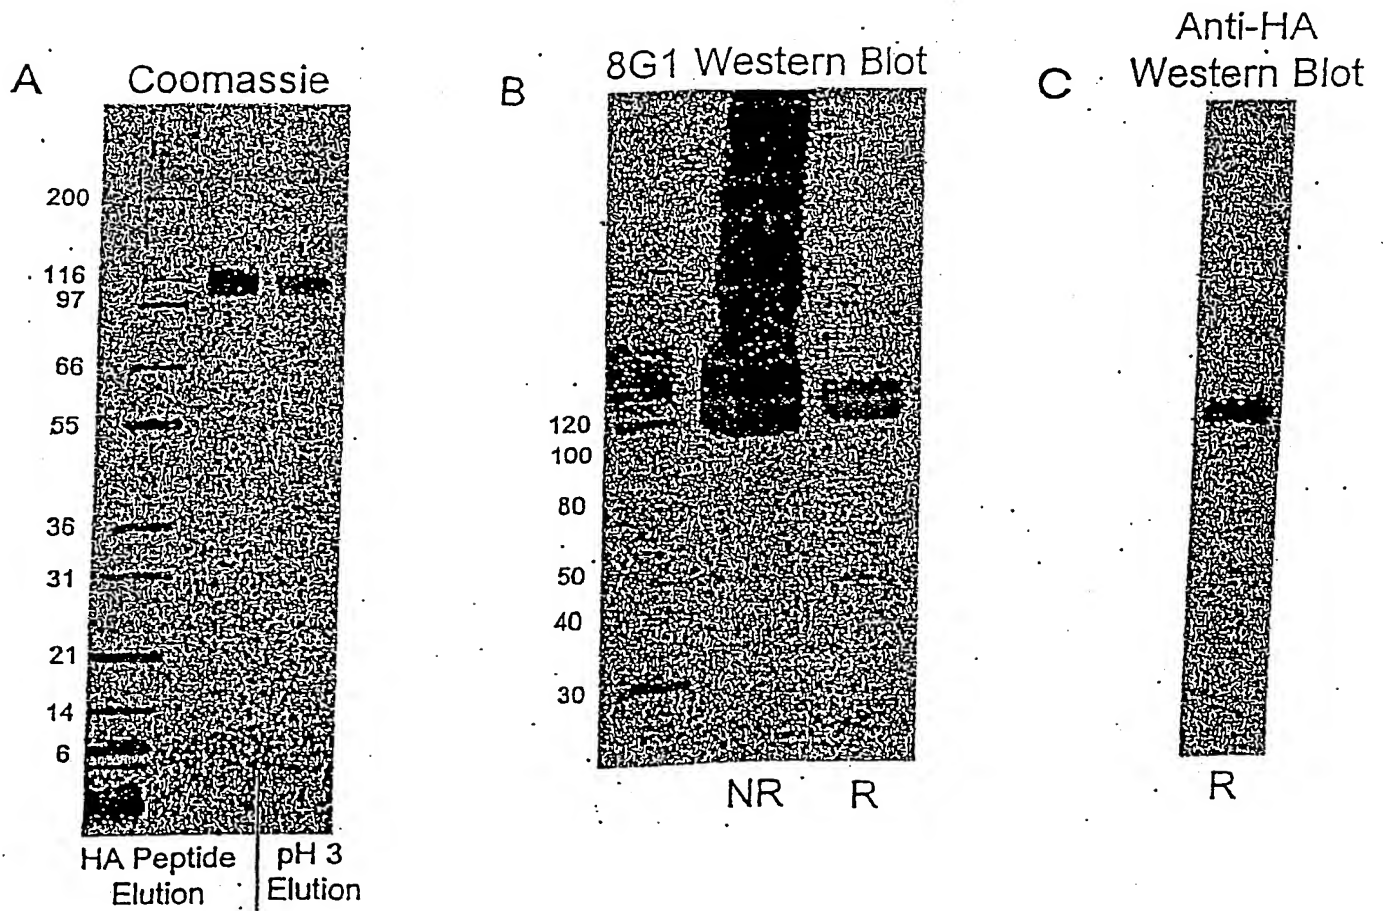 A
Coomassie
200
116
97
66
55
36
31
21
14
6
HA Peptide
Elution
pH 3
Elution
B
8G1 Western Blot
120
100
80
50
40
30
NR
R
C
Anti-HA
Western Blot
R